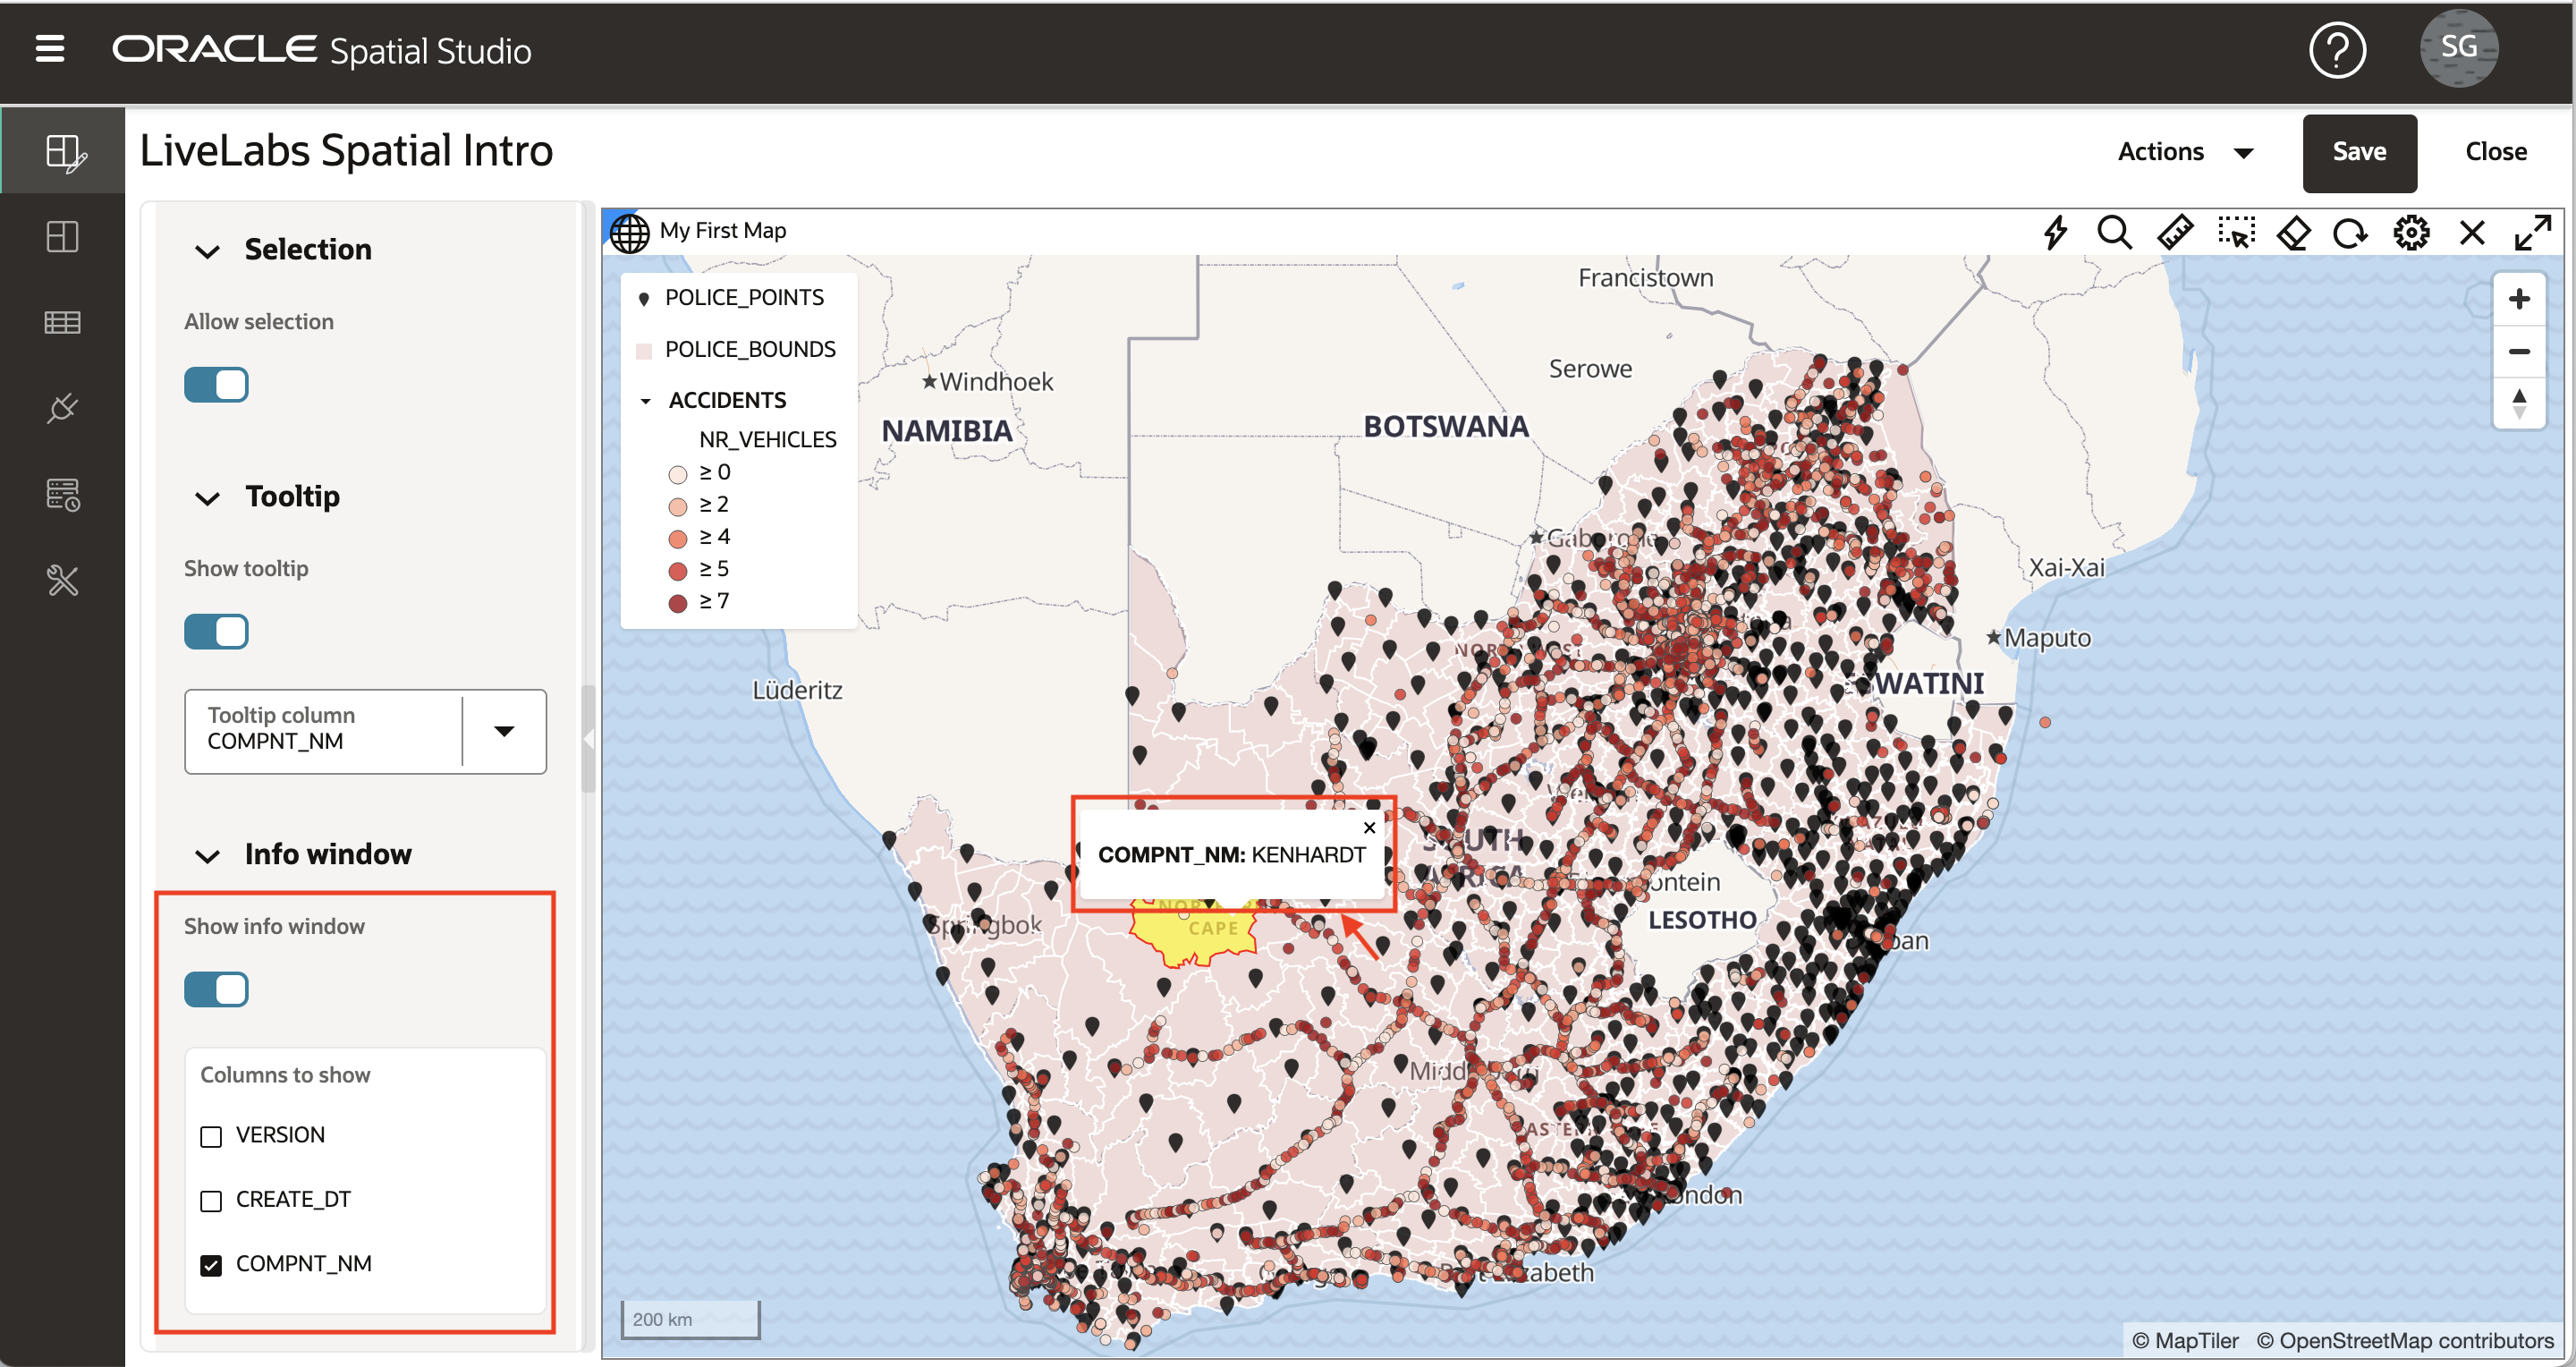 ORACLE Spatial Studio
SG
LiveLabs Spatial Intro
Actions
Save
Close
Selection
Allow selection
Tooltip
Show tooltip
Tooltip column
COMPNT_NM
Info window
Show info window
Columns to show
VERSION
CREATE_DT
COMPNT_NM
My First Map
POLICE_POINTS
POLICE_BOUNDS
ACCIDENTS
NR_VEHICLES
≥ 0
≥ 2
≥ 4
≥ 5
≥ 7
Francistown
Serowe
Windhoek
NAMIBIA
BOTSWANA
Gaborone
Xai-Xai
Maputo
WATINI
Lüderitz
COMPNT_NM: KENHARDT
CAPE
Springbok
ontein
LESOTHO
ban
ondon
200 km
© MapTiler © OpenStreetMap contributors